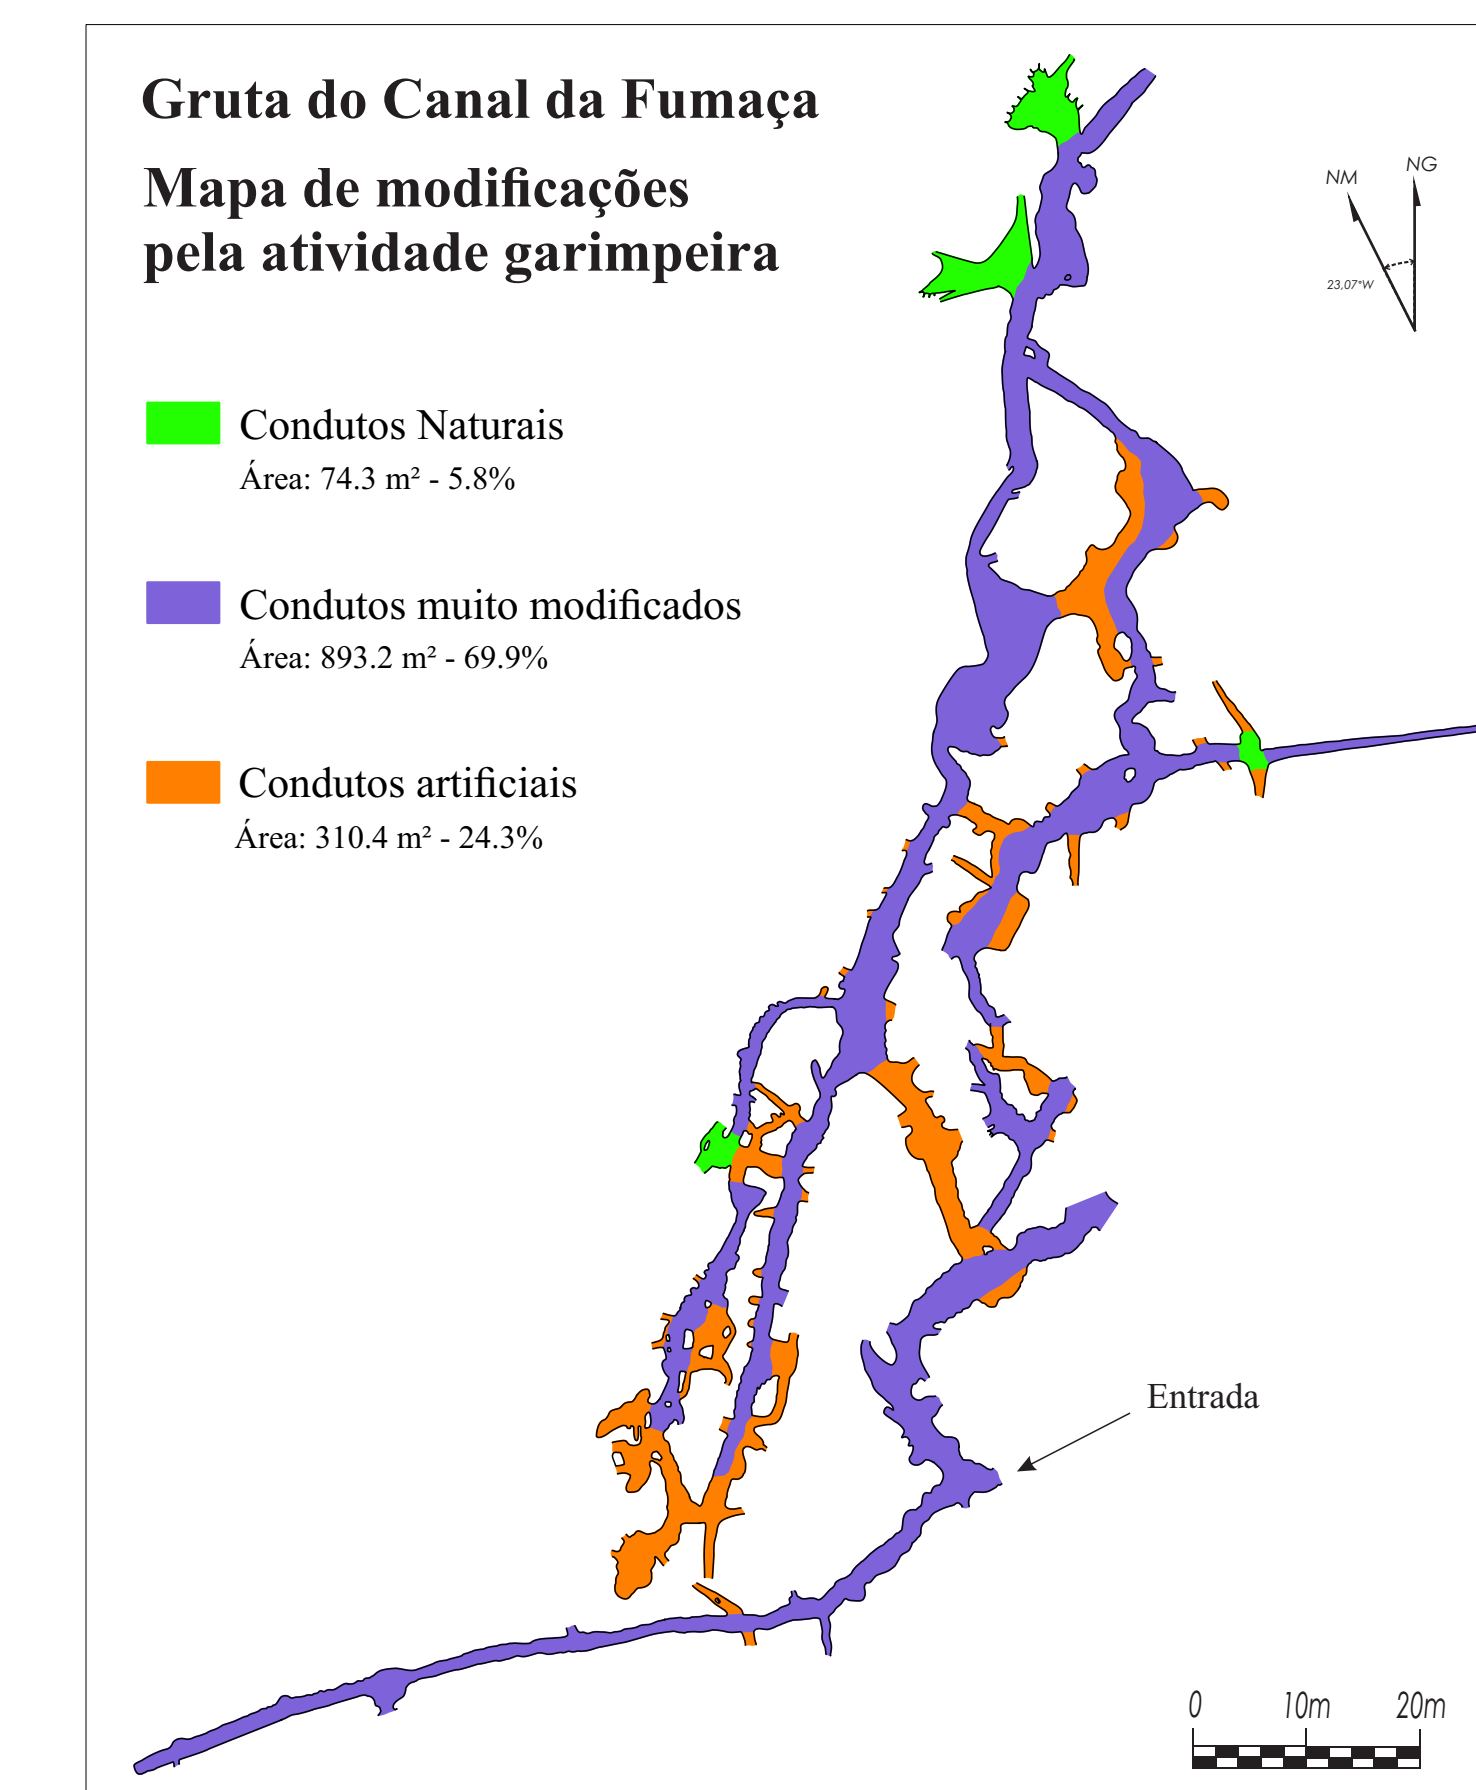 Gruta do Canal da Fumaça
Mapa de modificações
pela atividade garimpeira
NM
NG
23,07°W
Condutos Naturais
Área: 74.3 m² - 5.8%
Condutos muito modificados
Área: 893.2 m² - 69.9%
Condutos artificiais
Área: 310.4 m² - 24.3%
Entrada
0 10m 20m